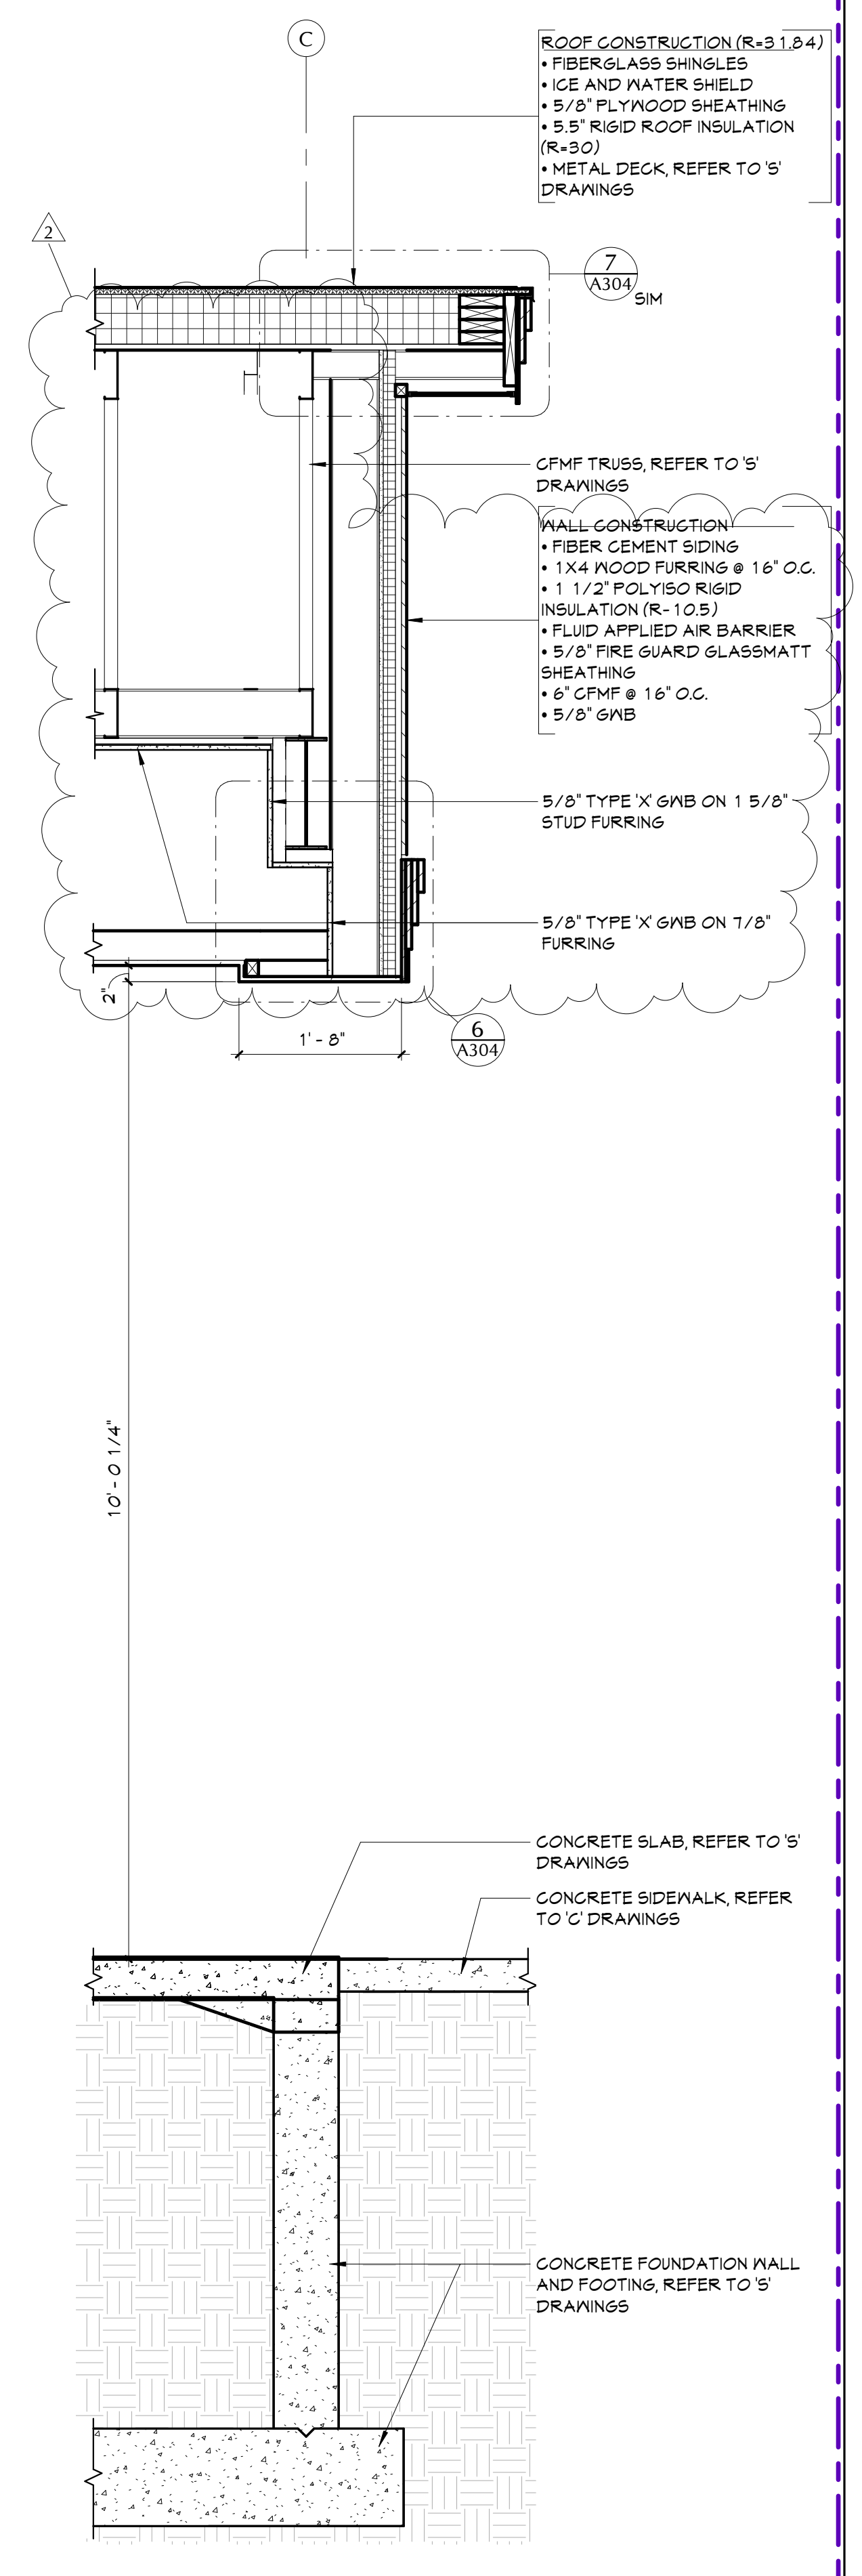 C
ROOF CONSTRUCTION (R=31.84)
• FIBERGLASS SHINGLES
• ICE AND WATER SHIELD
• 5/8" PLYWOOD SHEATHING
• 5.5" RIGID ROOF INSULATION
(R=30)
• METAL DECK, REFER TO 'S'
DRAWINGS
2
7
A304
SIM
CFMF TRUSS, REFER TO 'S'
DRAWINGS
WALL CONSTRUCTION
• FIBER CEMENT SIDING
• 1X4 WOOD FURRING @ 16" O.C.
• 1 1/2" POLYISO RIGID
INSULATION (R-10.5)
• FLUID APPLIED AIR BARRIER
• 5/8" FIRE GUARD GLASSMATT
SHEATHING
• 6" CFMF @ 16" O.C.
• 5/8" GWB
5/8" TYPE 'X' GWB ON 1 5/8"
STUD FURRING
5/8" TYPE 'X' GWB ON 7/8"
FURRING
2"
1' - 8"
6
A304
10' - 0 1/4"
CONCRETE SLAB, REFER TO 'S'
DRAWINGS
CONCRETE SIDEWALK, REFER
TO 'C' DRAWINGS
CONCRETE FOUNDATION WALL
AND FOOTING, REFER TO 'S'
DRAWINGS